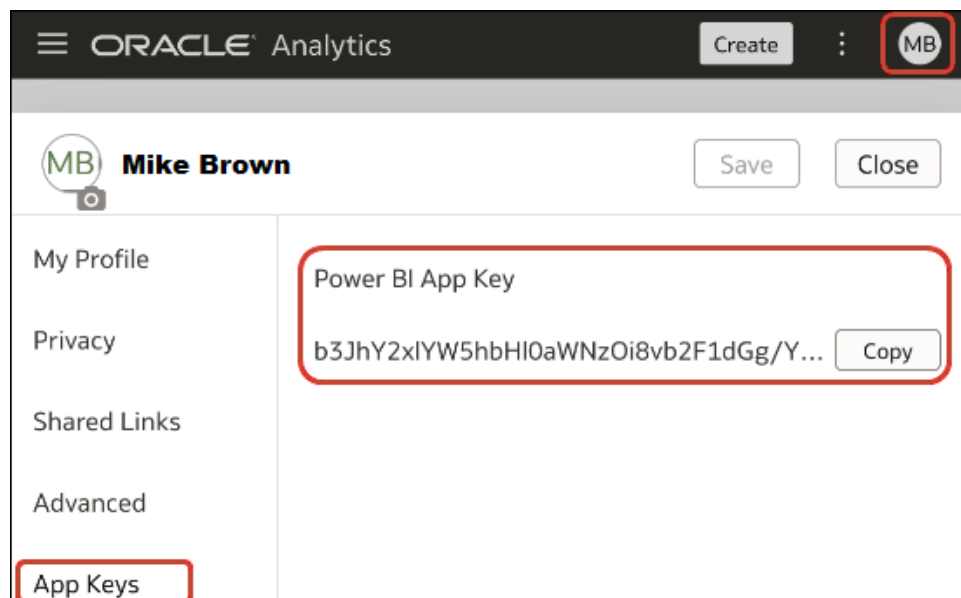 ORACLE Analytics Create MB
MB Mike Brown Save Close
My Profile
Power BI App Key
Privacy
b3JhY2xlYW5hbHl0aWNzOi8vb2F1dGg/Y... Copy
Shared Links
Advanced
App Keys